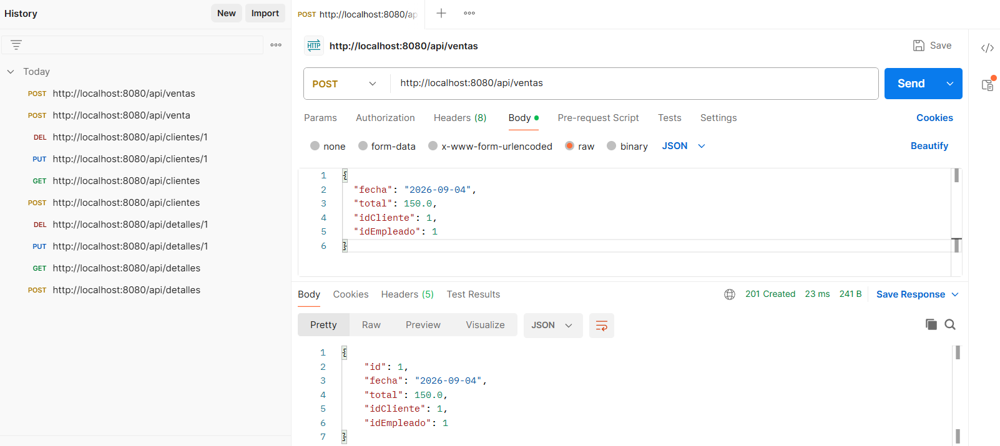 History
New
Import
Today
POST http://localhost:8080/api/ventas
POST http://localhost:8080/api/venta
DEL http://localhost:8080/api/clientes/1
PUT http://localhost:8080/api/clientes/1
GET http://localhost:8080/api/clientes
POST http://localhost:8080/api/clientes
DEL http://localhost:8080/api/detalles/1
PUT http://localhost:8080/api/detalles/1
GET http://localhost:8080/api/detalles
POST http://localhost:8080/api/detalles
POST http://localhost:8080/ap
HTTP http://localhost:8080/api/ventas
Save
POST http://localhost:8080/api/ventas
Send
Params Authorization Headers (8) Body Pre-request Script Tests Settings Cookies
none form-data x-www-form-urlencoded raw binary JSON Beautify
1 {
2 "fecha": "2026-09-04",
3 "total": 150.0,
4 "idCliente": 1,
5 "idEmpleado": 1
6 }
Body Cookies Headers (5) Test Results 201 Created 23 ms 241 B Save Response
Pretty Raw Preview Visualize JSON
1 {
2 "id": 1,
3 "fecha": "2026-09-04",
4 "total": 150.0,
5 "idCliente": 1,
6 "idEmpleado": 1
7 }